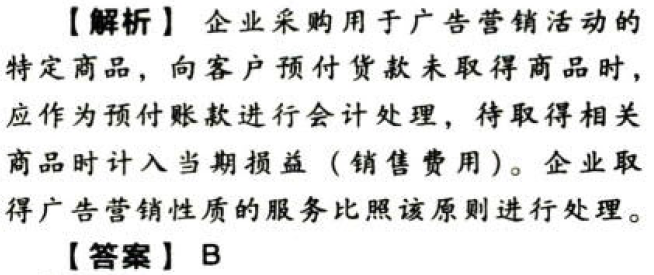 【解析】 企业采购用于广告营销活动的
特定商品，向客户预付货款未取得商品时，
应作为预付账款进行会计处理，待取得相关
商品时计入当期损益（销售费用）。企业取
得广告营销性质的服务比照该原则进行处理。
【答案】 B